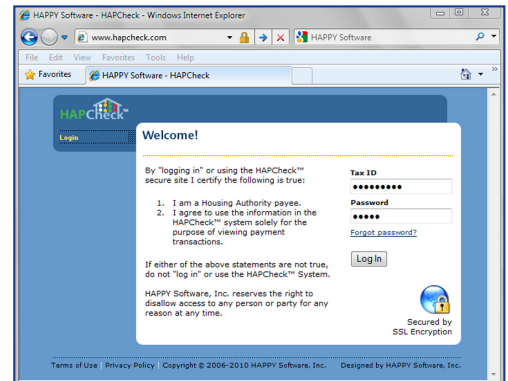 HAPPY Software - HAPCheck - Windows Internet Explorer
www.hapcheck.com
HAPPY Software
File Edit View Favorites Tools Help
Favorites
HAPPY Software - HAPCheck
HAPCheck™
Login
Welcome!
By "logging in" or using the HAPCheck™
secure site I certify the following is true:
1. I am a Housing Authority payee.
2. I agree to use the information in the
HAPCheck™ system solely for the
purpose of viewing payment
transactions.
If either of the above statements are not true,
do not "log in" or use the HAPCheck™ System.
HAPPY Software, Inc. reserves the right to
disallow access to any person or party for any
reason at any time.
Tax ID
•••••••••
Password
•••••
Forgot password?
Log In
Secured by
SSL Encryption
Terms of Use | Privacy Policy | Copyright © 2006-2010 HAPPY Software, Inc. Designed by HAPPY Software, Inc.